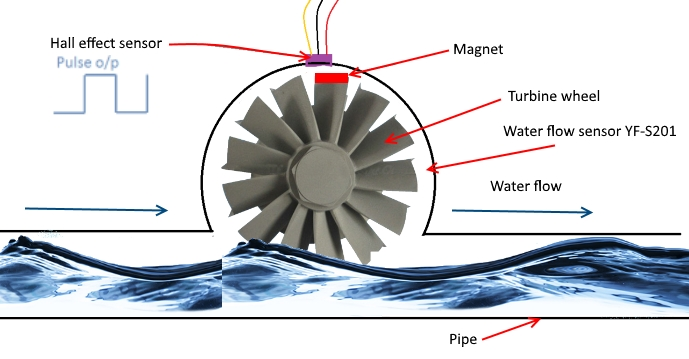 Hall effect sensor
Pulse o/p
Magnet
Turbine wheel
Water flow sensor YF-S201
Water flow
Pipe